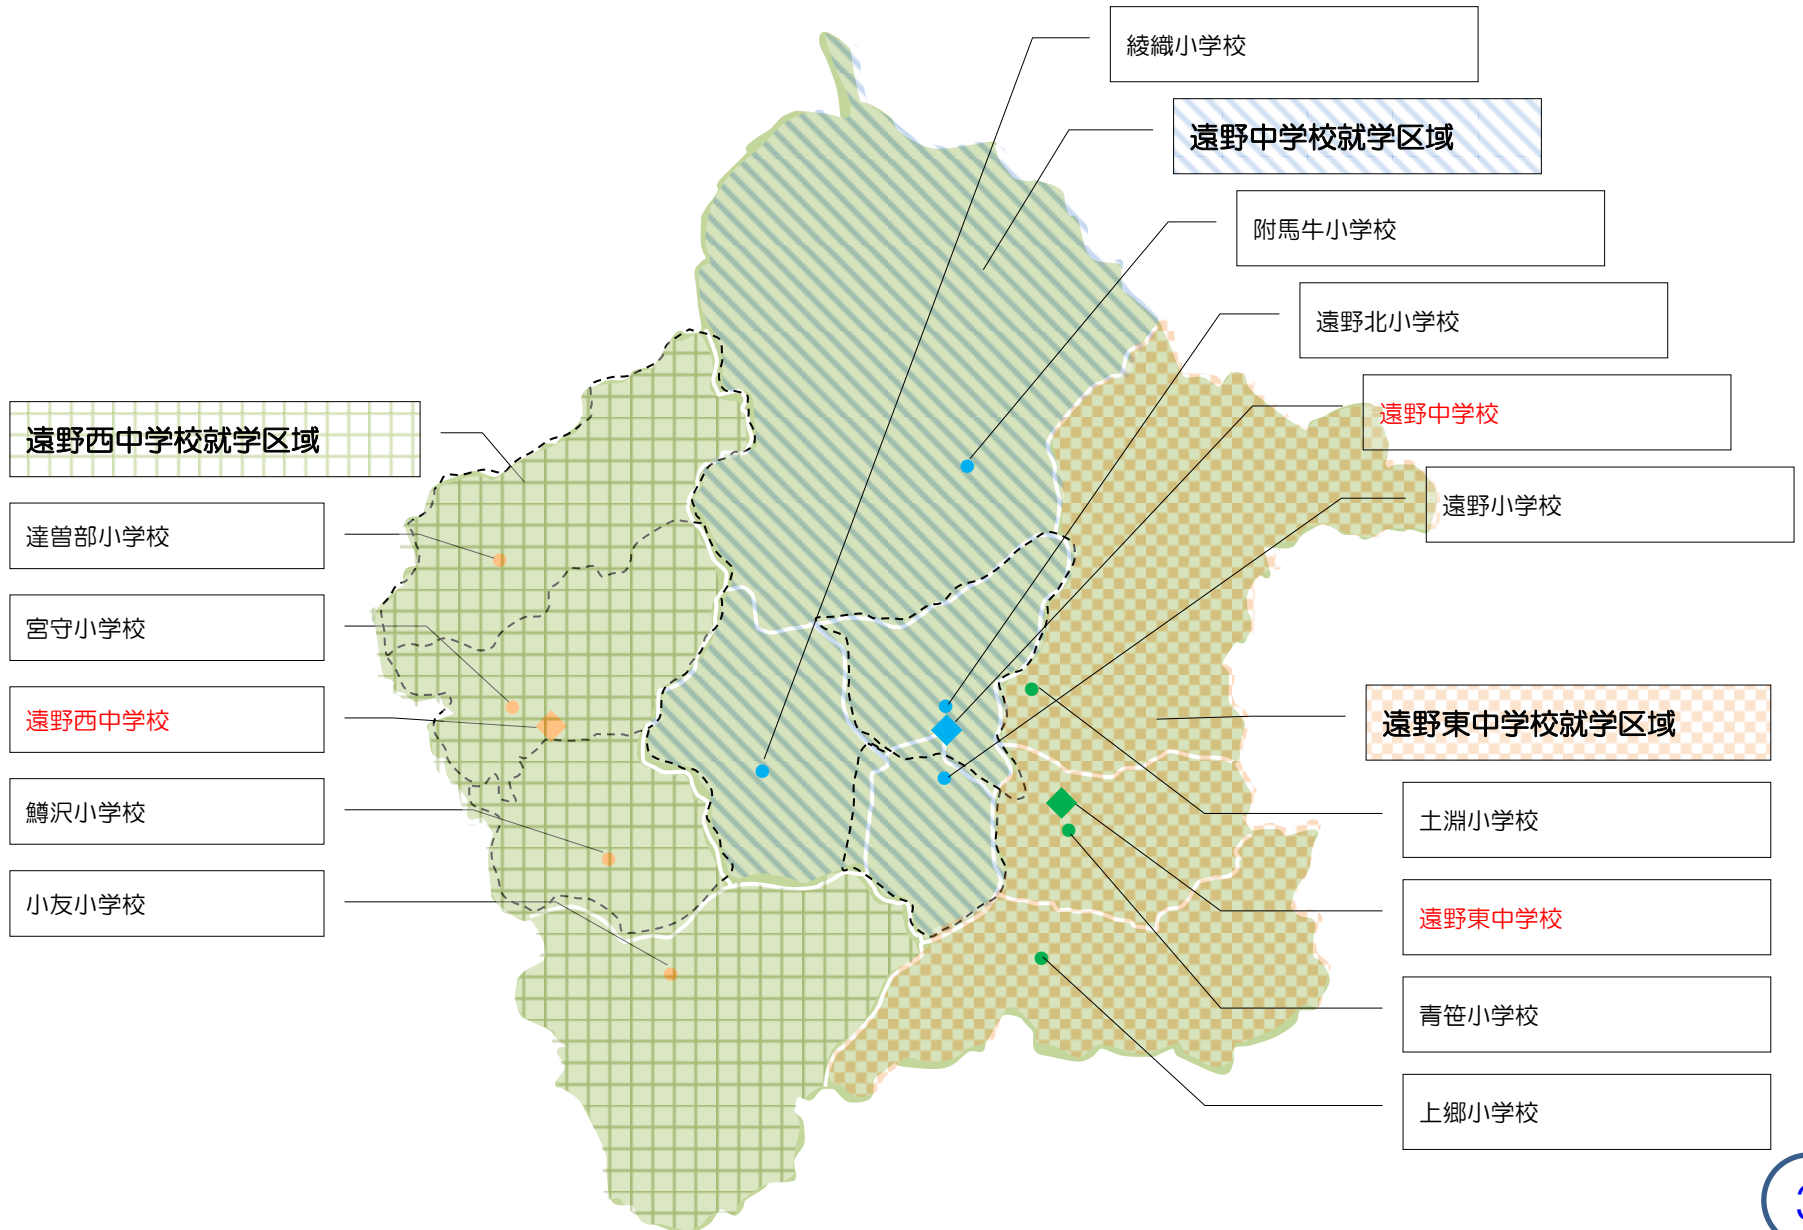 綾織小学校
遠野中学校就学区域
附馬牛小学校
遠野北小学校
遠野中学校
遠野小学校
遠野西中学校就学区域
達曽部小学校
宮守小学校
遠野西中学校
鱒沢小学校
小友小学校
遠野東中学校就学区域
土淵小学校
遠野東中学校
青笹小学校
上郷小学校